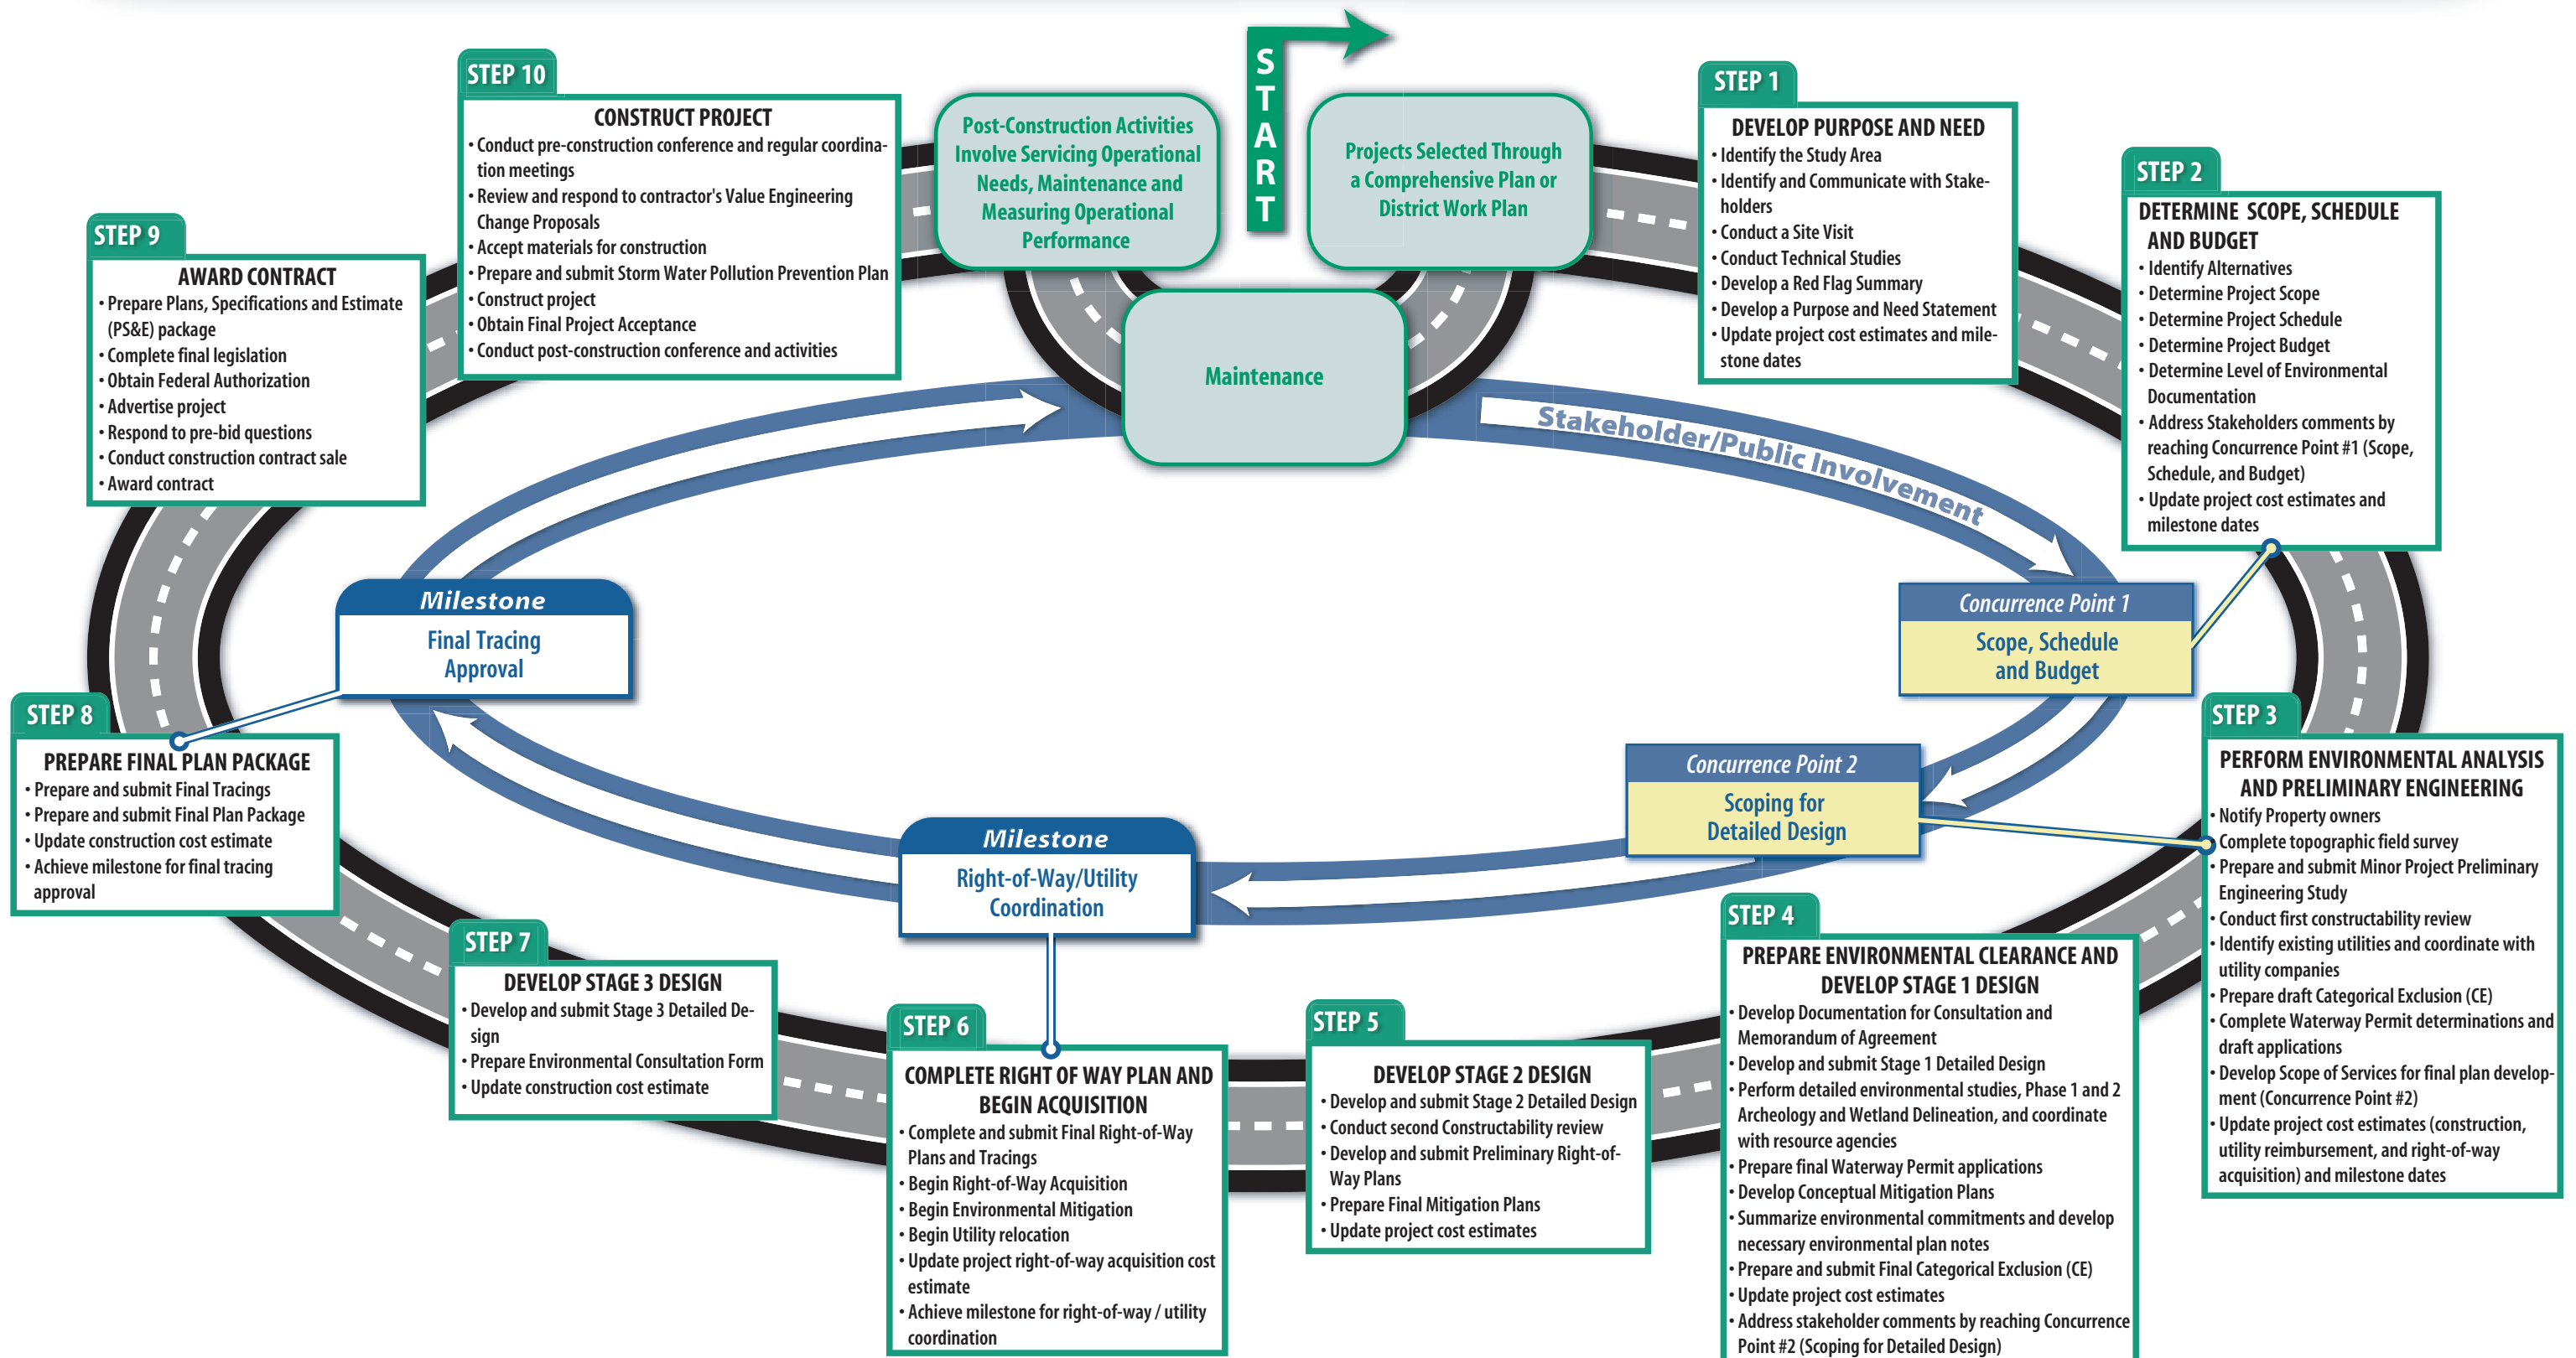 START
Projects Selected Through
a Comprehensive Plan or
District Work Plan
STEP 1
DEVELOP PURPOSE AND NEED
• Identify the Study Area
• Identify and Communicate with Stake-
holders
• Conduct a Site Visit
• Conduct Technical Studies
• Develop a Red Flag Summary
• Develop a Purpose and Need Statement
• Update project cost estimates and mile-
stone dates
STEP 2
DETERMINE SCOPE, SCHEDULE
AND BUDGET
• Identify Alternatives
• Determine Project Scope
• Determine Project Schedule
• Determine Project Budget
• Determine Level of Environmental
Documentation
• Address Stakeholders comments by
reaching Concurrence Point #1 (Scope,
Schedule, and Budget)
• Update project cost estimates and
milestone dates
STEP 3
PERFORM ENVIRONMENTAL ANALYSIS
AND PRELIMINARY ENGINEERING
• Notify Property owners
• Complete topographic field survey
• Prepare and submit Minor Project Preliminary
Engineering Study
• Conduct first constructability review
• Identify existing utilities and coordinate with
utility companies
• Prepare draft Categorical Exclusion (CE)
• Complete Waterway Permit determinations and
draft applications
• Develop Scope of Services for final plan develop-
ment (Concurrence Point #2)
• Update project cost estimates (construction,
utility reimbursement, and right-of-way
acquisition) and milestone dates
STEP 4
PREPARE ENVIRONMENTAL CLEARANCE AND
DEVELOP STAGE 1 DESIGN
• Develop Documentation for Consultation and
Memorandum of Agreement
• Develop and submit Stage 1 Detailed Design
• Perform detailed environmental studies, Phase 1 and 2
Archeology and Wetland Delineation, and coordinate
with resource agencies
• Prepare final Waterway Permit applications
• Develop Conceptual Mitigation Plans
• Summarize environmental commitments and develop
necessary environmental plan notes
• Prepare and submit Final Categorical Exclusion (CE)
• Update project cost estimates
• Address stakeholder comments by reaching Concurrence
Point #2 (Scoping for Detailed Design)
STEP 5
DEVELOP STAGE 2 DESIGN
• Develop and submit Stage 2 Detailed Design
• Conduct second Constructability review
• Develop and submit Preliminary Right-of-
Way Plans
• Prepare Final Mitigation Plans
• Update project cost estimates
STEP 6
COMPLETE RIGHT OF WAY PLAN AND
BEGIN ACQUISITION
• Complete and submit Final Right-of-Way
Plans and Tracings
• Begin Right-of-Way Acquisition
• Begin Environmental Mitigation
• Begin Utility relocation
• Update project right-of-way acquisition cost
estimate
• Achieve milestone for right-of-way / utility
coordination
STEP 7
DEVELOP STAGE 3 DESIGN
• Develop and submit Stage 3 Detailed De-
sign
• Prepare Environmental Consultation Form
• Update construction cost estimate
STEP 8
PREPARE FINAL PLAN PACKAGE
• Prepare and submit Final Tracings
• Prepare and submit Final Plan Package
• Update construction cost estimate
• Achieve milestone for final tracing
approval
STEP 9
AWARD CONTRACT
• Prepare Plans, Specifications and Estimate
(PS&E) package
• Complete final legislation
• Obtain Federal Authorization
• Advertise project
• Respond to pre-bid questions
• Conduct construction contract sale
• Award contract
STEP 10
CONSTRUCT PROJECT
• Conduct pre-construction conference and regular coordina-
tion meetings
• Review and respond to contractor's Value Engineering
Change Proposals
• Accept materials for construction
• Prepare and submit Storm Water Pollution Prevention Plan
• Construct project
• Obtain Final Project Acceptance
• Conduct post-construction conference and activities
Post-Construction Activities
Involve Servicing Operational
Needs, Maintenance and
Measuring Operational
Performance
Maintenance
Stakeholder/Public Involvement
Concurrence Point 1
Scope, Schedule
and Budget
Concurrence Point 2
Scoping for
Detailed Design
Milestone
Right-of-Way/Utility
Coordination
Milestone
Final Tracing
Approval